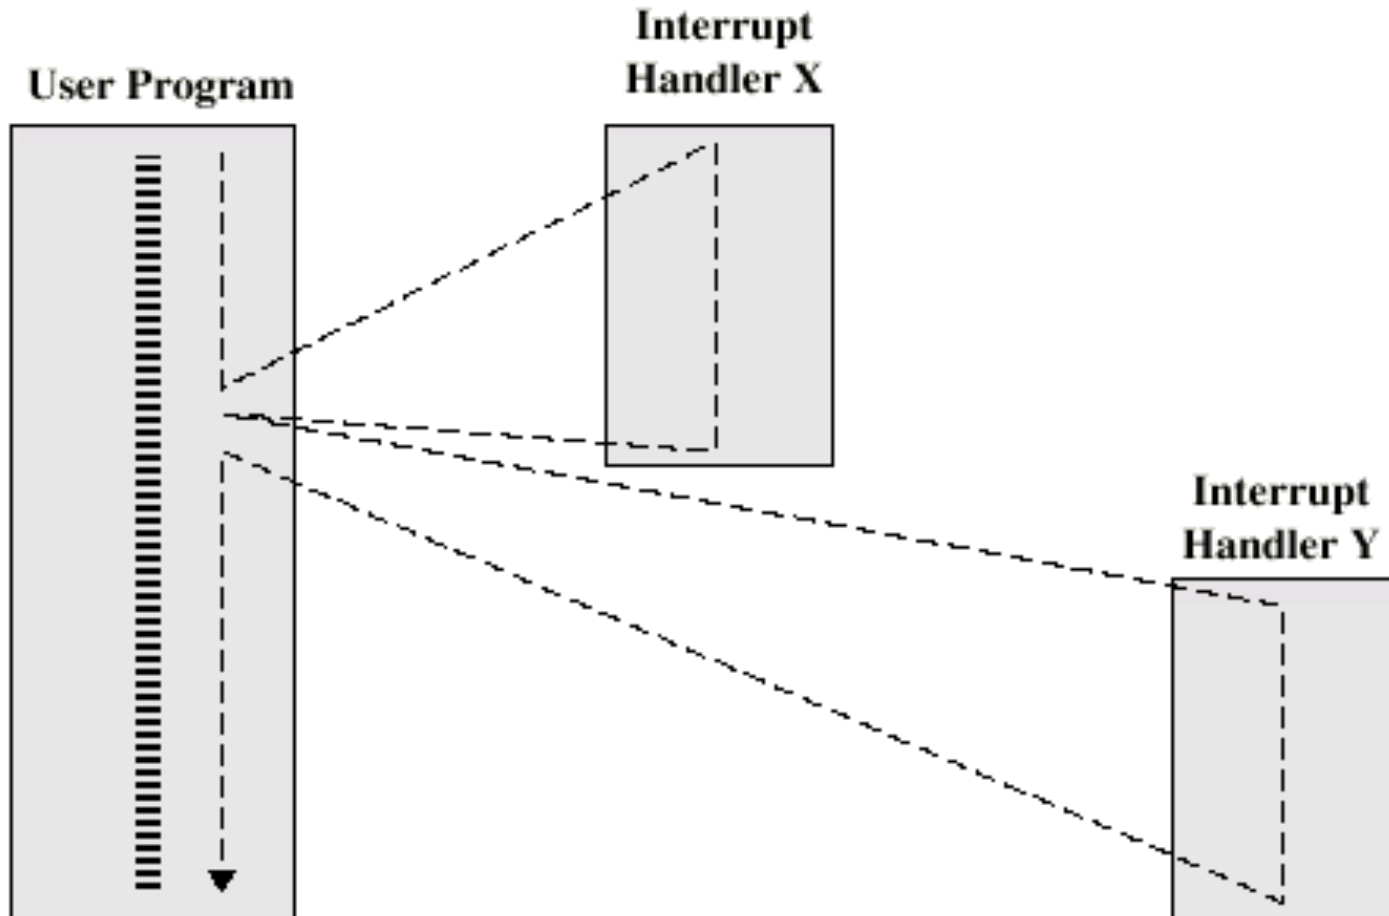 User Program
Interrupt
Handler X
Interrupt
Handler Y